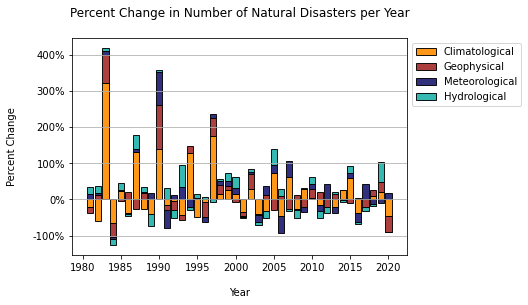 Percent Change in Number of Natural Disasters per Year
400%
300%
200%
100%
0%
-100%
Percent Change
1980
1985
1990
1995
2000
2005
2010
2015
2020
Year
Climatological
Geophysical
Meteorological
Hydrological